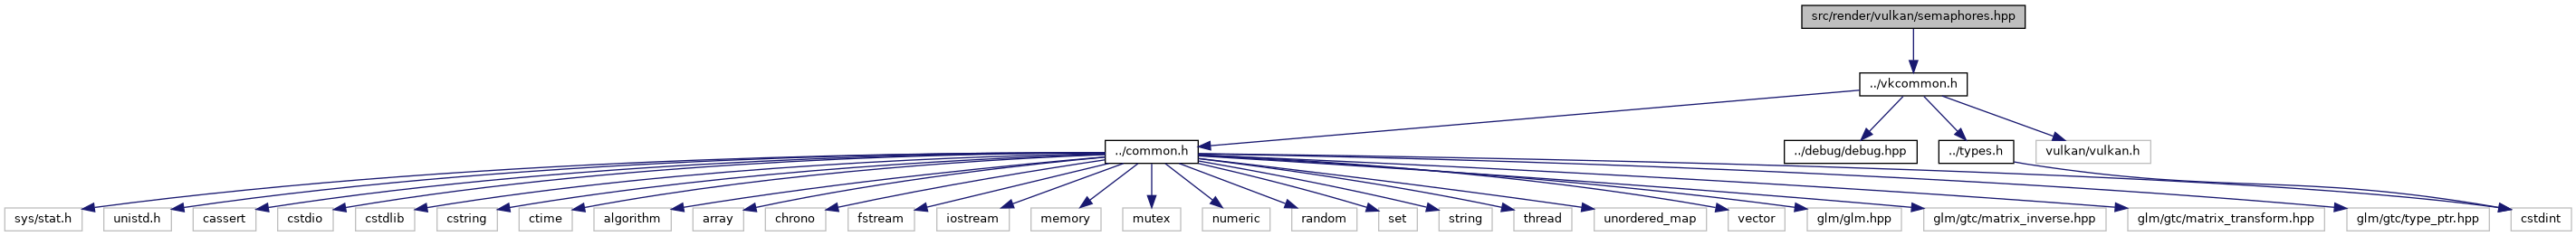 src/render/vulkan/semaphores.hpp
../vkcommon.h
../common.h
../debug/debug.hpp
../types.h
vulkan/vulkan.h
sys/stat.h
unistd.h
cassert
cstdio
cstdlib
cstring
ctime
algorithm
array
chrono
fstream
iostream
memory
mutex
numeric
random
set
string
thread
unordered_map
vector
glm/glm.hpp
glm/gtc/matrix_inverse.hpp
glm/gtc/matrix_transform.hpp
glm/gtc/type_ptr.hpp
cstdint